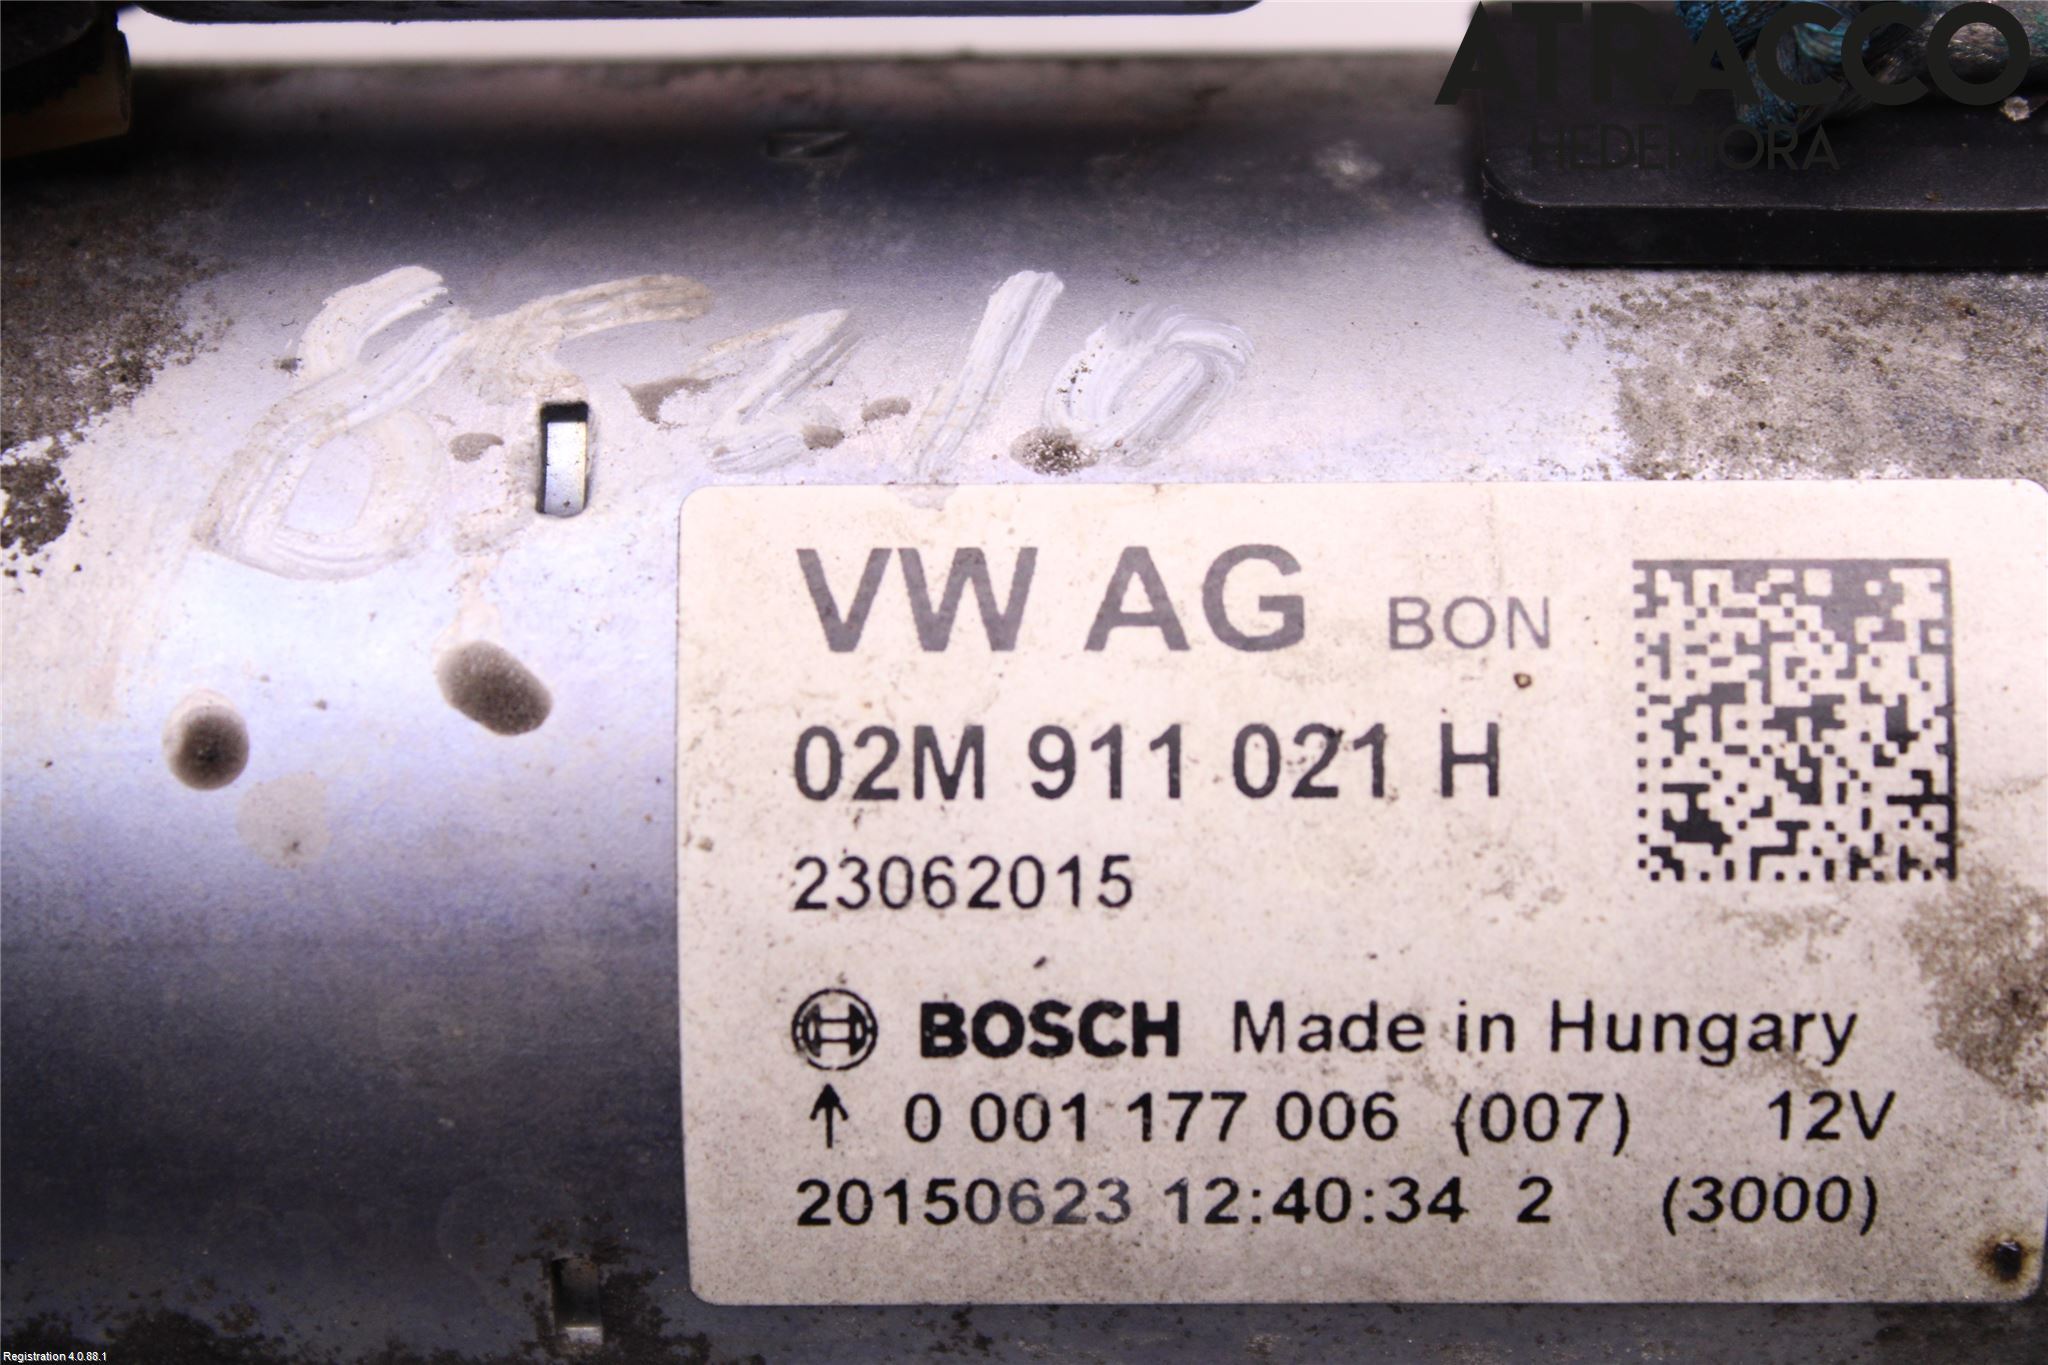 ATRACCO
HEDEMORA
VW AG BON
02M 911 021 H
23062015
BOSCH Made in Hungary
↑ 0 001 177 006 (007) 12V
20150623 12:40:34 2 (3000)
Registration 4.0.88.1